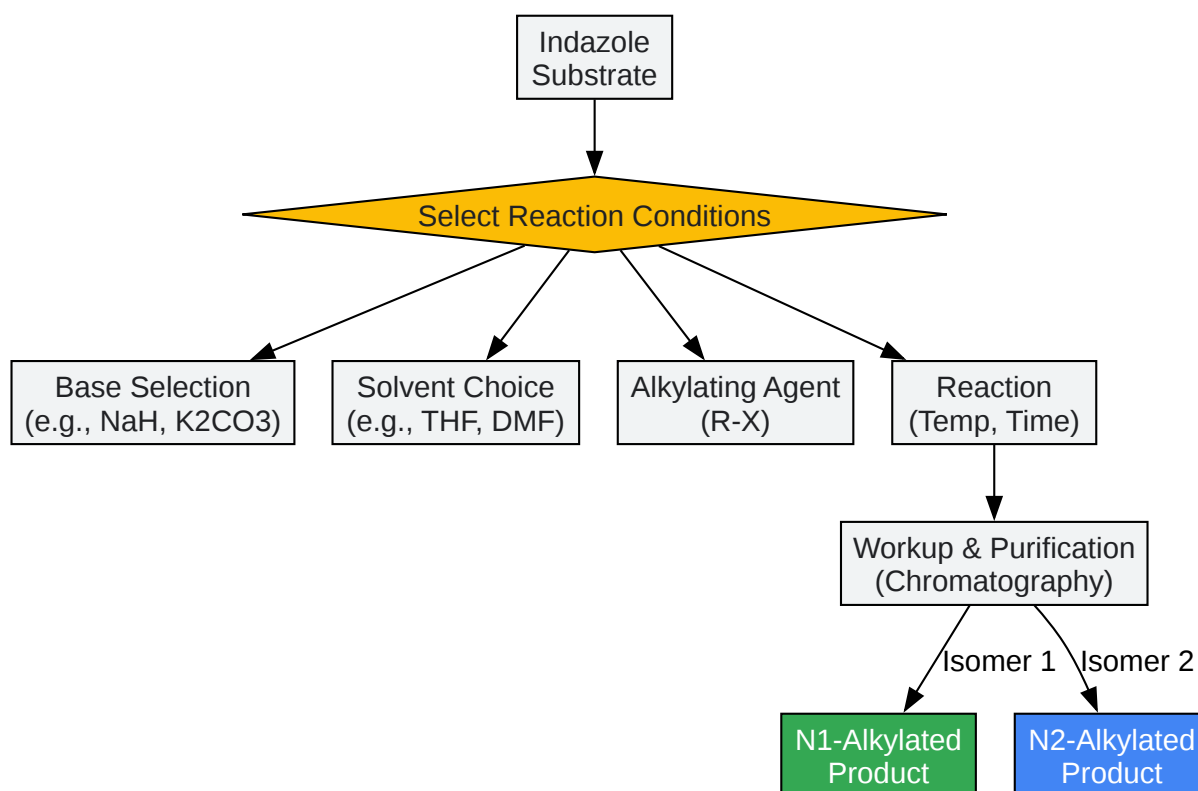 Indazole
Substrate
Select Reaction Conditions
Base Selection
(e.g., NaH, K2CO3)
Solvent Choice
(e.g., THF, DMF)
Alkylating Agent
(R-X)
Reaction
(Temp, Time)
Workup & Purification
(Chromatography)
Isomer 1
Isomer 2
N1-Alkylated
Product
N2-Alkylated
Product